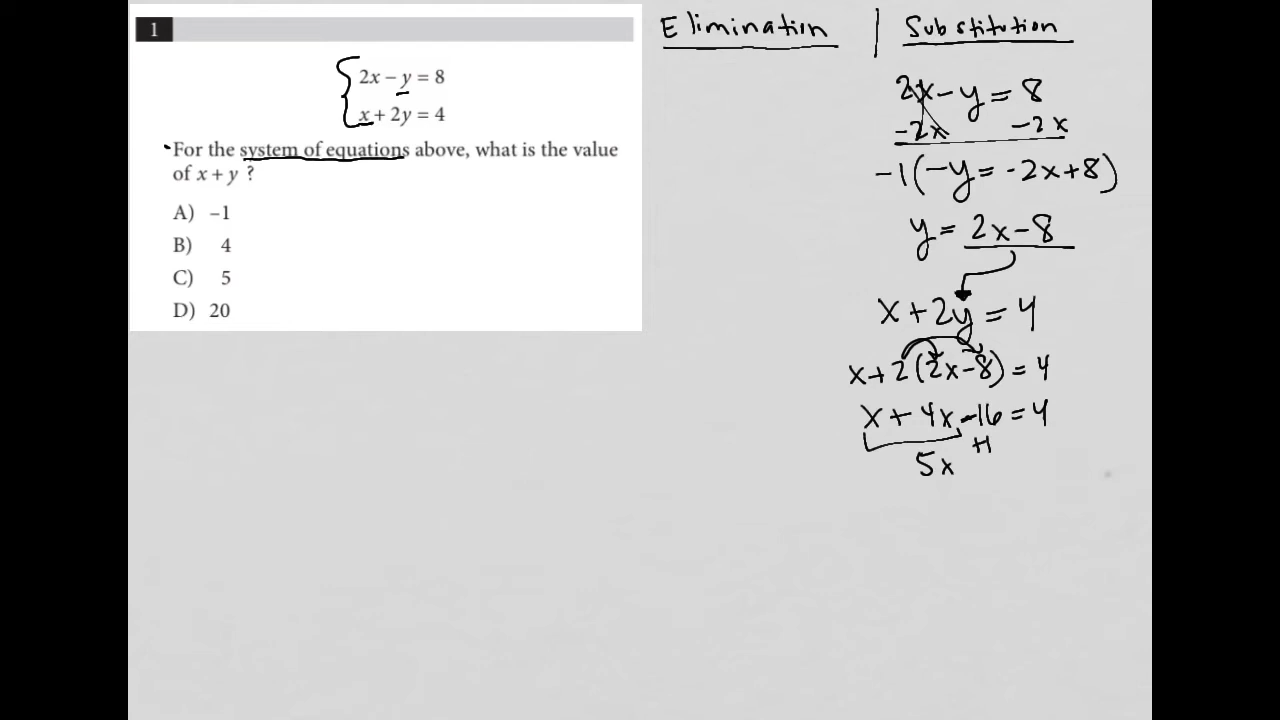 1
2x − y = 8
x + 2y = 4
For the system of equations above, what is the value
of x + y ?
A) −1
B) 4
C) 5
D) 20
Elimination | Substitution
2x − y = 8
−2x −2x
−1(−y = −2x+8)
y = 2x − 8
x + 2y = 4
x + 2(2x − 8) = 4
x + 4x − 16 = 4
+1
5x